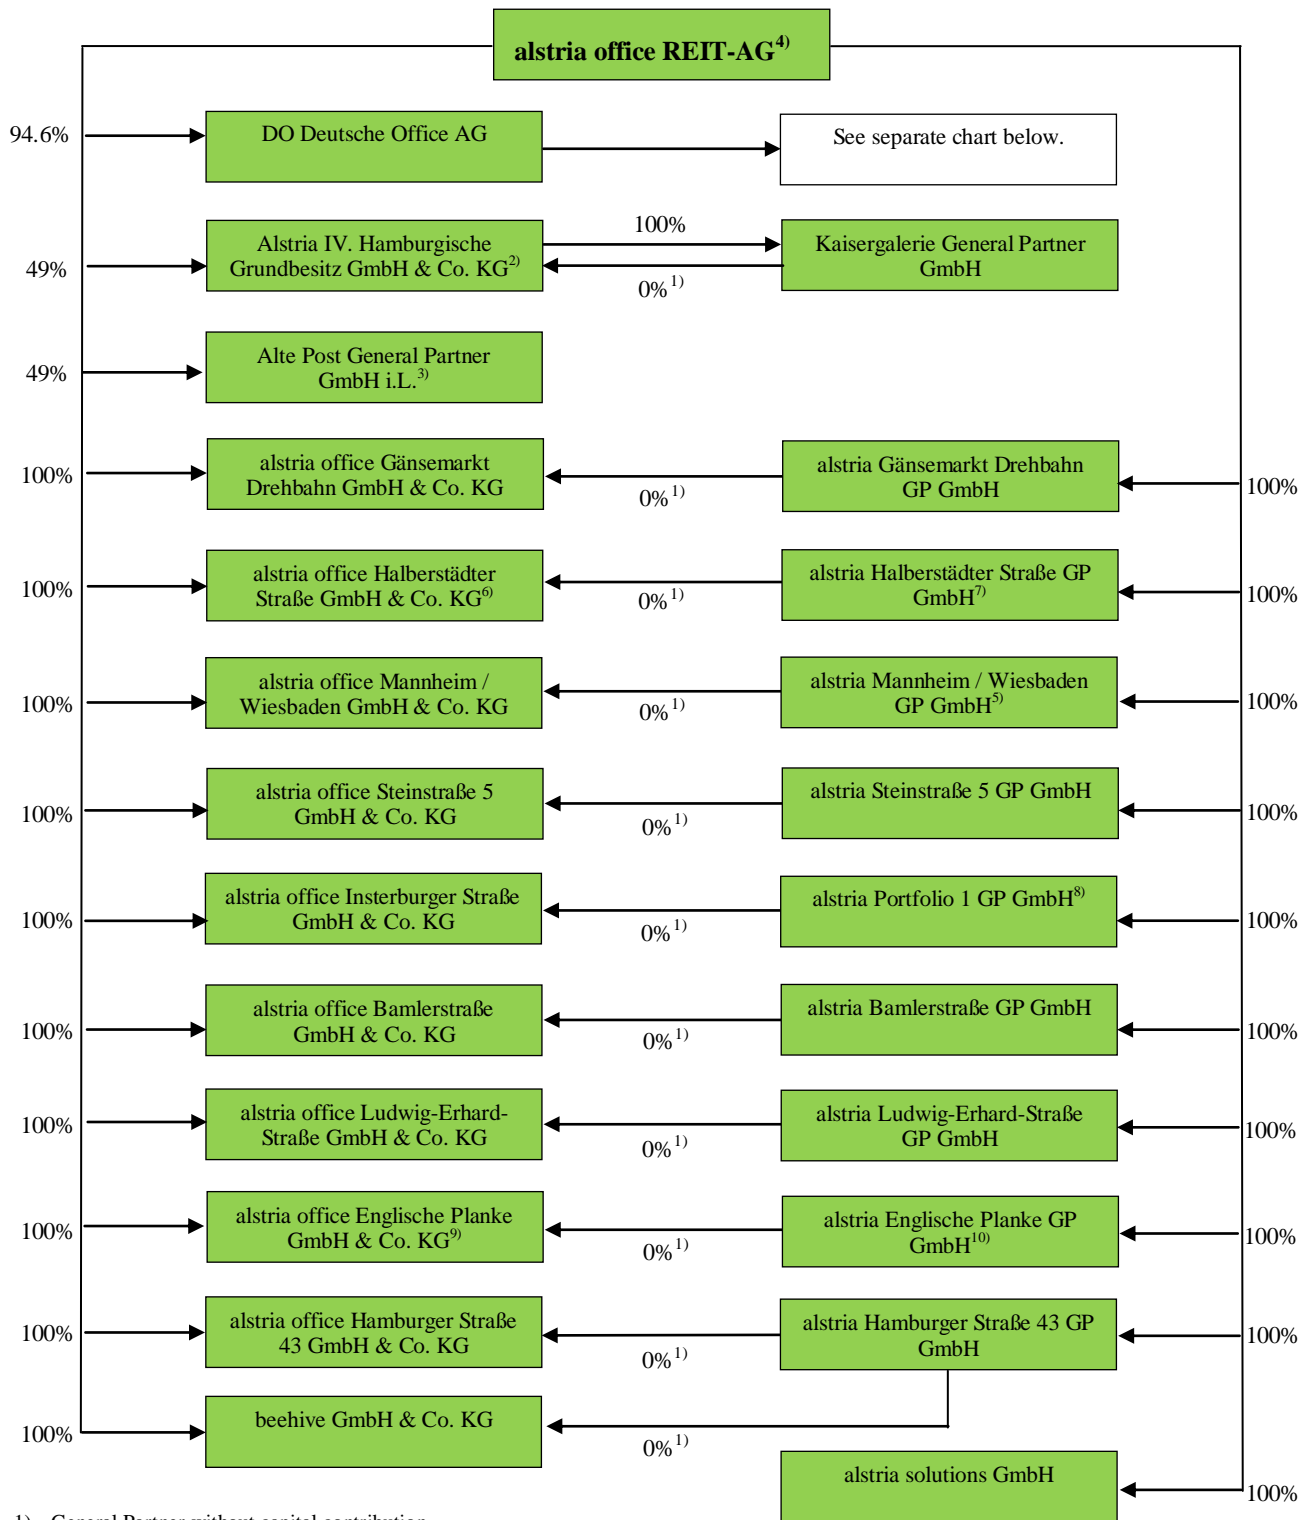 alstria office REIT-AG4)
94.6%
DO Deutsche Office AG
See separate chart below.
49%
Alstria IV. Hamburgische
Grundbesitz GmbH & Co. KG2)
100%
0%1)
Kaisergalerie General Partner
GmbH
49%
Alte Post General Partner
GmbH i.L.3)
100%
alstria office Gänsemarkt
Drehbahn GmbH & Co. KG
0%1)
alstria Gänsemarkt Drehbahn
GP GmbH
100%
100%
alstria office Halberstädter
Straße GmbH & Co. KG6)
0%1)
alstria Halberstädter Straße GP
GmbH7)
100%
100%
alstria office Mannheim /
Wiesbaden GmbH & Co. KG
0%1)
alstria Mannheim / Wiesbaden
GP GmbH5)
100%
100%
alstria office Steinstraße 5
GmbH & Co. KG
0%1)
alstria Steinstraße 5 GP GmbH
100%
100%
alstria office Insterburger Straße
GmbH & Co. KG
0%1)
alstria Portfolio 1 GP GmbH8)
100%
100%
alstria office Bamlerstraße
GmbH & Co. KG
0%1)
alstria Bamlerstraße GP GmbH
100%
100%
alstria office Ludwig-Erhard-
Straße GmbH & Co. KG
0%1)
alstria Ludwig-Erhard-Straße
GP GmbH
100%
100%
alstria office Englische Planke
GmbH & Co. KG9)
0%1)
alstria Englische Planke GP
GmbH10)
100%
100%
alstria office Hamburger Straße
43 GmbH & Co. KG
0%1)
alstria Hamburger Straße 43 GP
GmbH
100%
100%
beehive GmbH & Co. KG
0%1)
alstria solutions GmbH
100%
1) General Partner without capital contribution